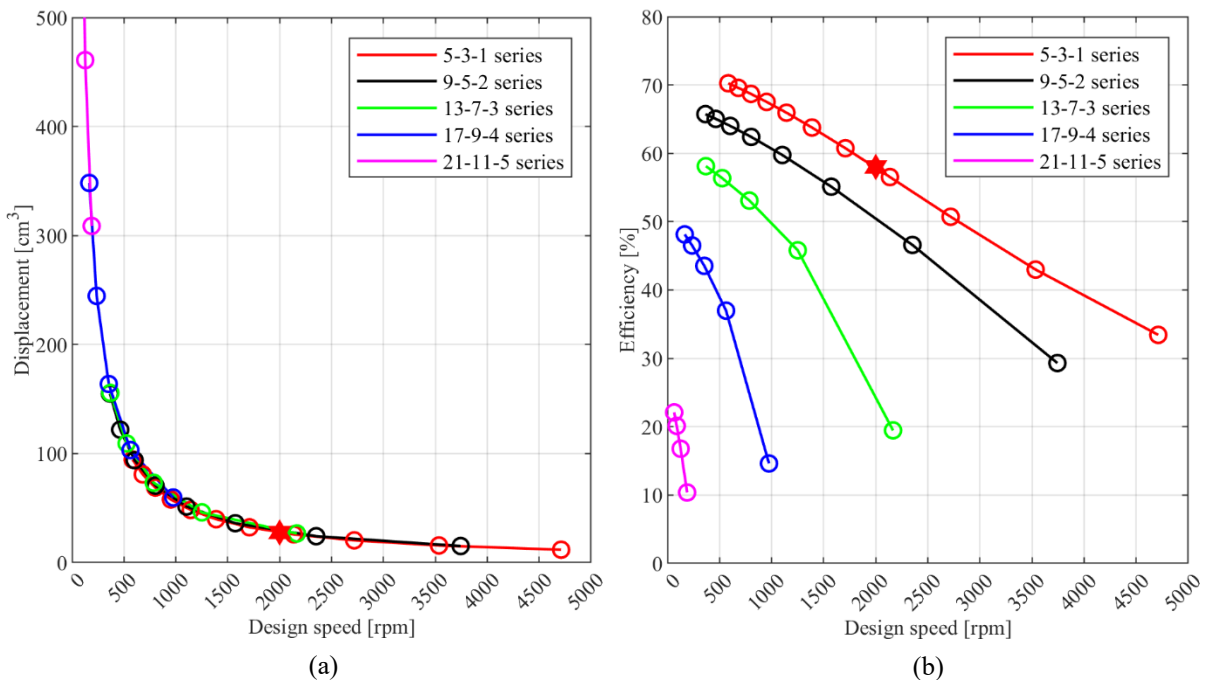 500
400
300
200
100
0
Displacement [cm³]
5-3-1 series
9-5-2 series
13-7-3 series
17-9-4 series
21-11-5 series
0 500 1000 1500 2000 2500 3000 3500 4000 4500 5000
Design speed [rpm]
(a)
80
70
60
50
40
30
20
10
0
Efficiency [%]
5-3-1 series
9-5-2 series
13-7-3 series
17-9-4 series
21-11-5 series
0 500 1000 1500 2000 2500 3000 3500 4000 4500 5000
Design speed [rpm]
(b)